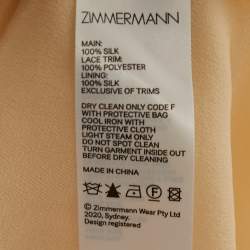 ZIMMERMANN
MAIN:
100% SILK
LACE TRIM:
100% POLYESTER
LINING:
100% SILK
EXCLUSIVE OF TRIMS
DRY CLEAN ONLY CODE F
WITH PROTECTIVE BAG
COOL IRON WITH
PROTECTIVE CLOTH
LIGHT STEAM ONLY
DO NOT SPOT CLEAN
TURN GARMENT INSIDE OUT
BEFORE DRY CLEANING
MADE IN CHINA
F
© Zimmermann Wear Pty Ltd
2020, Sydney.
Design registered